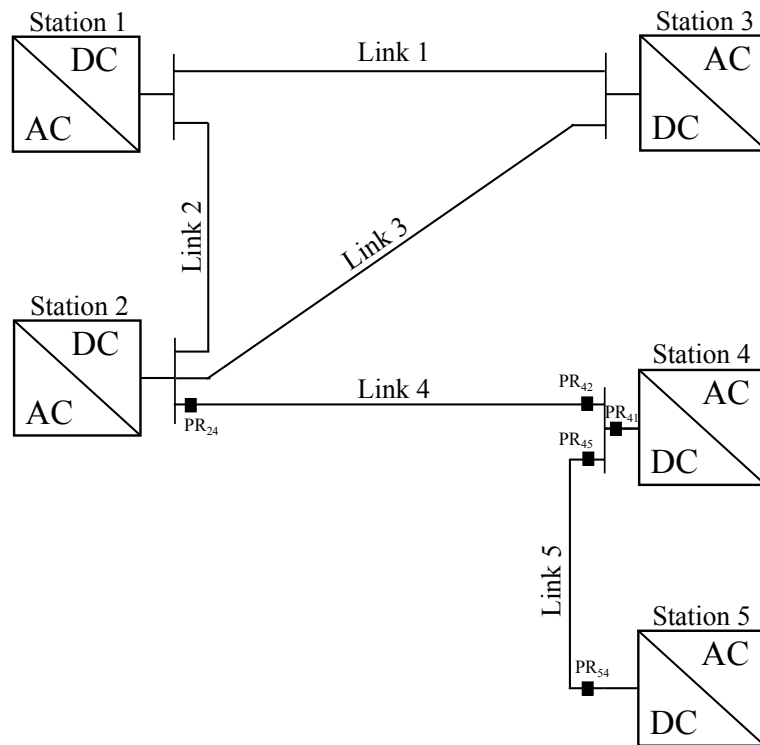 Station 1
DC
AC
Link 1
Station 3
AC
DC
Link 2
Link 3
Station 2
DC
AC
Link 4
PR24
PR42
PR41
PR45
Station 4
AC
DC
Link 5
PR54
Station 5
AC
DC